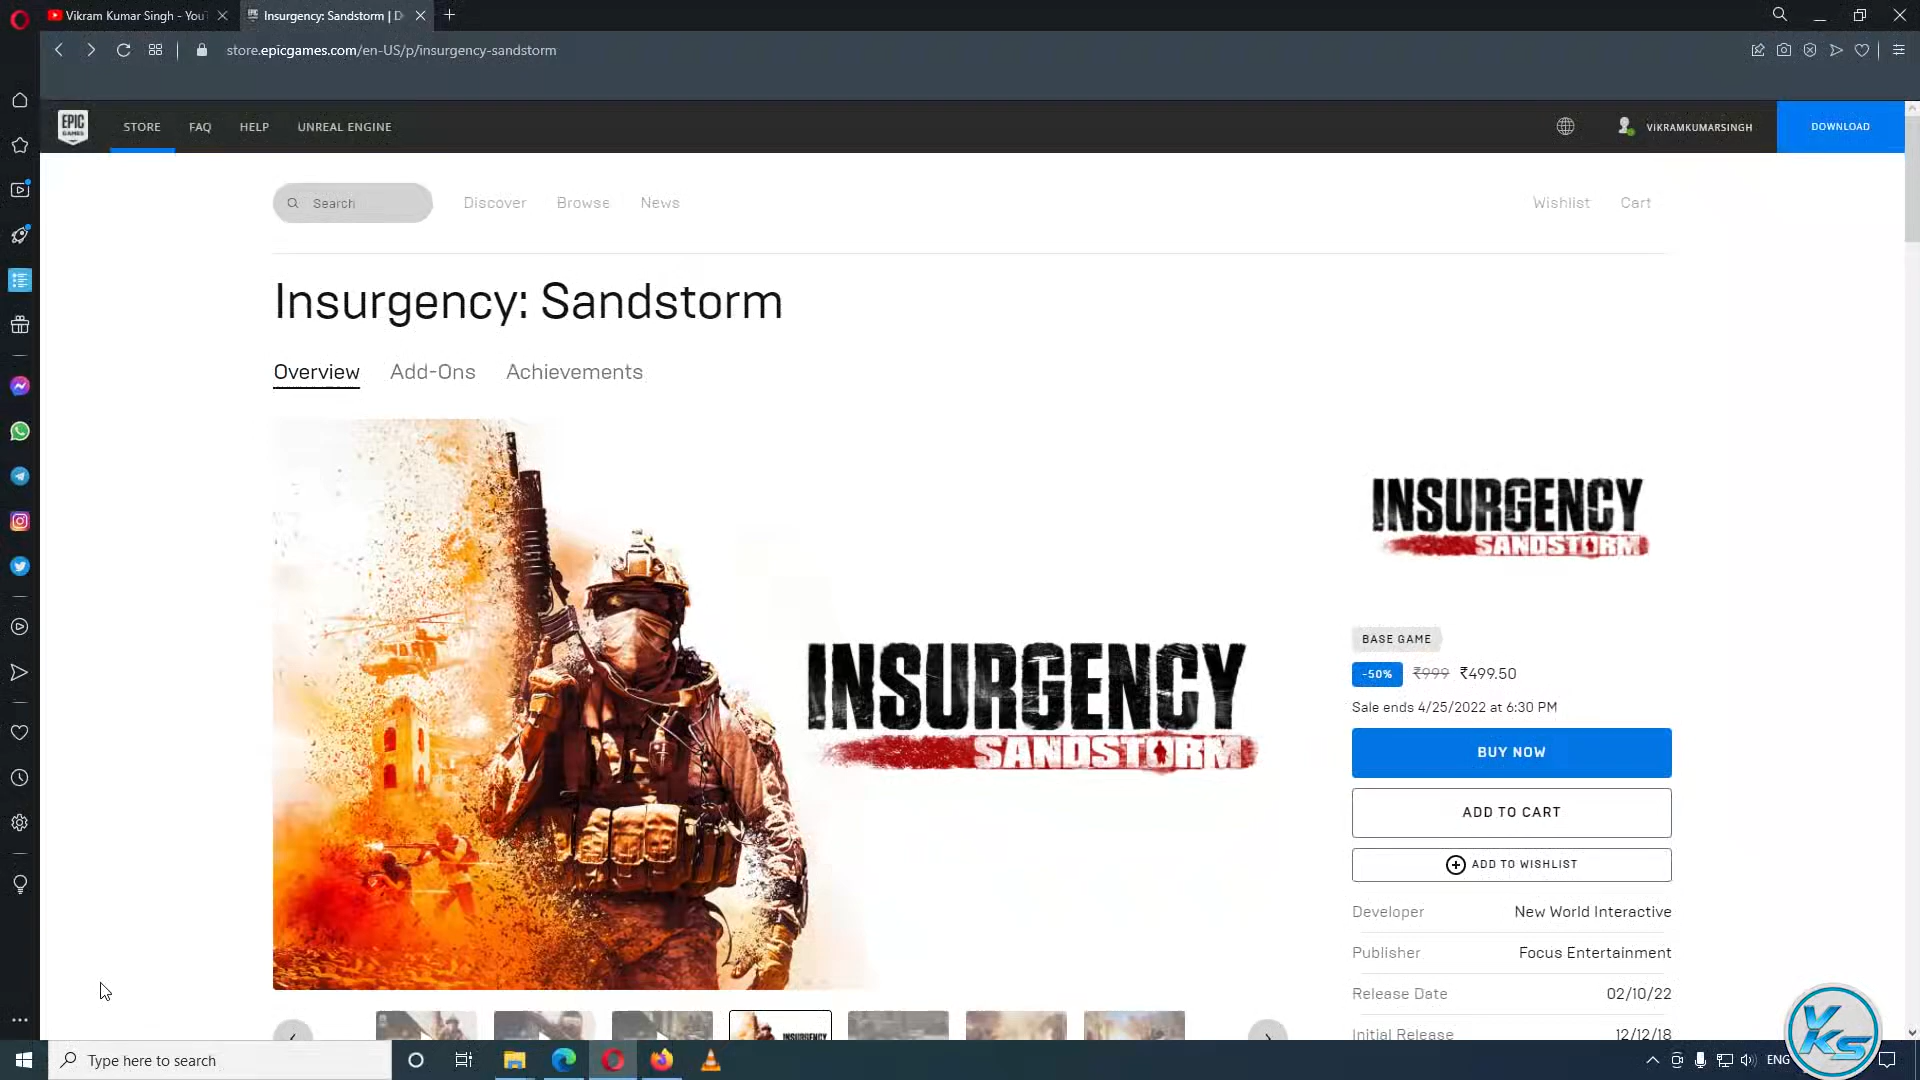 Vikram Kumar Singh - You
Insurgency: Sandstorm | D
store.epicgames.com/en-US/p/insurgency-sandstorm
EPIC
GAMES
STORE
FAQ
HELP
UNREAL ENGINE
VIKRAMKUMARSINGH
DOWNLOAD
Search
Discover
Browse
News
Wishlist
Cart
Insurgency: Sandstorm
Overview
Add-Ons
Achievements
INSURGENCY
SANDSTORM
INSURGENCY
SANDSTORM
BASE GAME
-50% ₹999 ₹499.50
Sale ends 4/25/2022 at 6:30 PM
BUY NOW
ADD TO CART
ADD TO WISHLIST
Developer New World Interactive
Publisher Focus Entertainment
Release Date 02/10/22
Initial Release 12/12/18
INSURGENCY
Type here to search
ENG
VKS